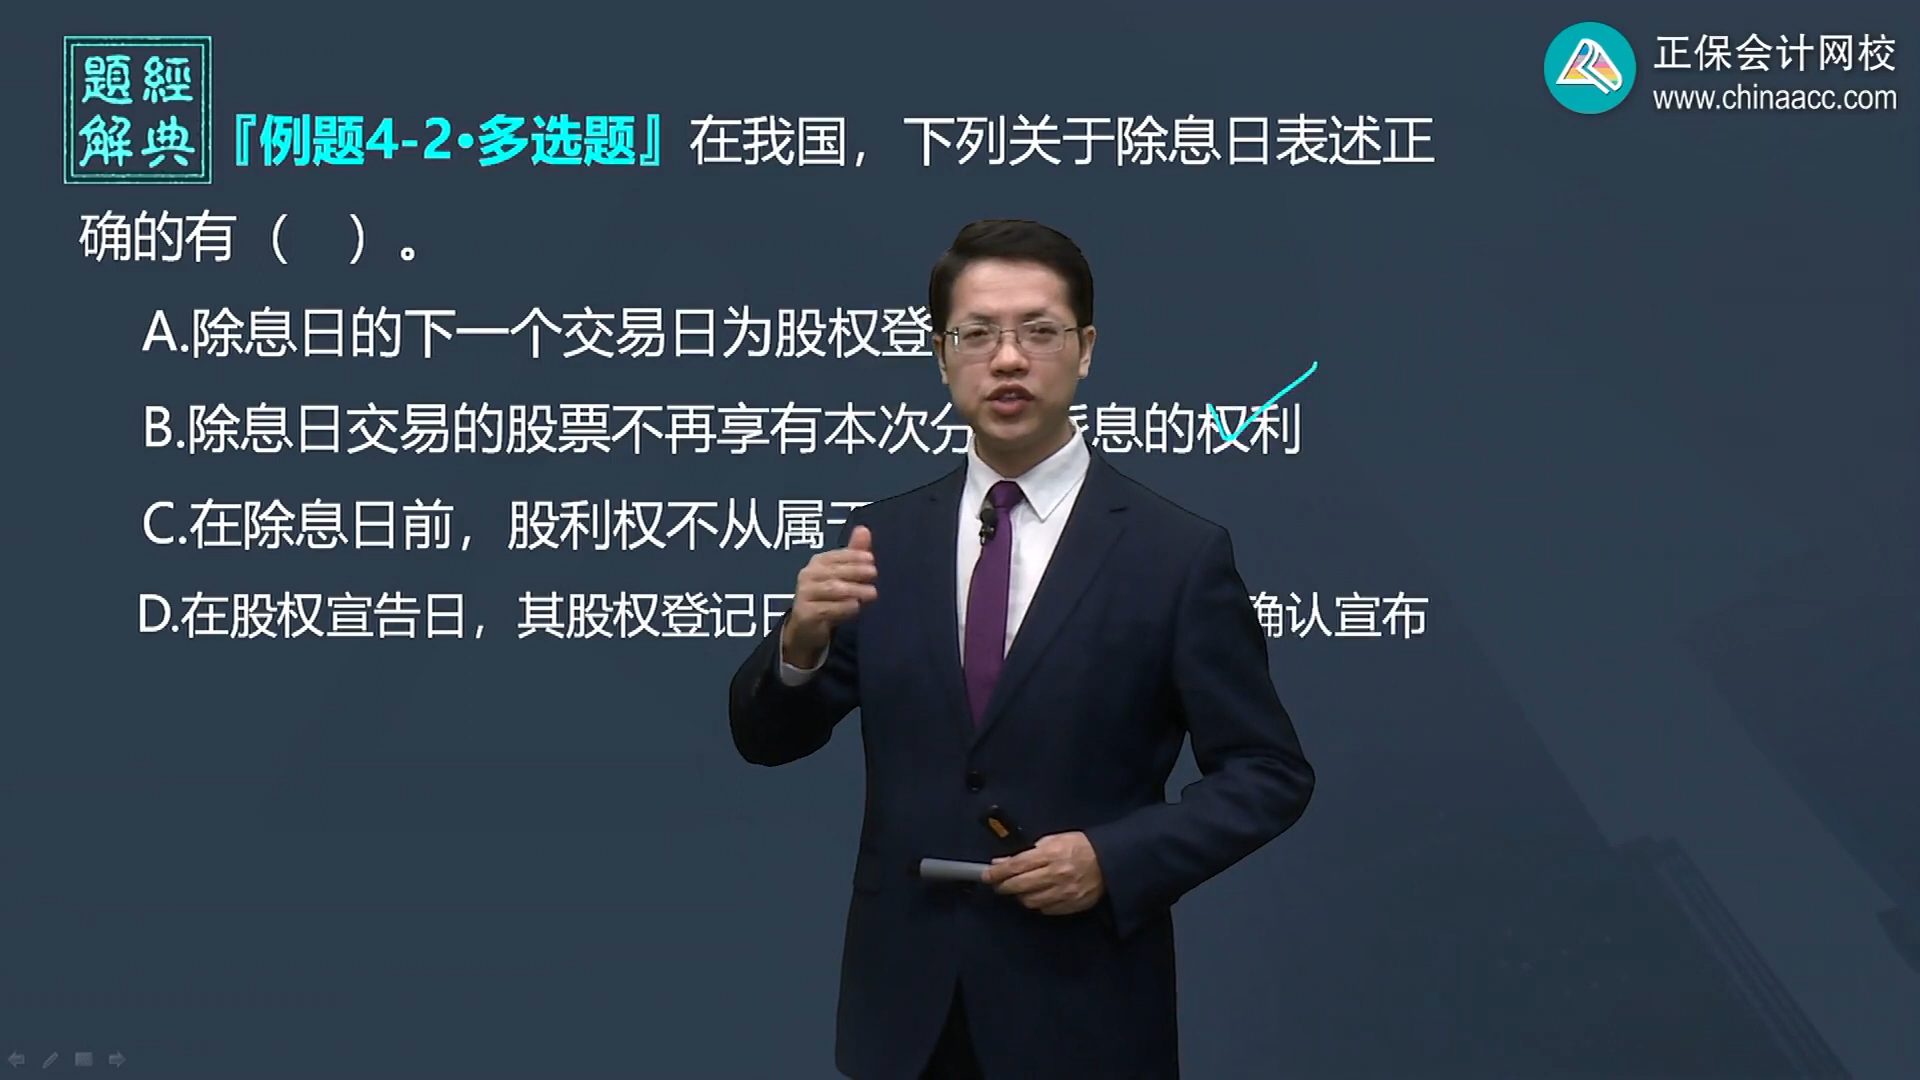 正保会计网校
www.chinaacc.com
題經
解典
『例题4-2•多选题』在我国，下列关于除息日表述正
确的有（ ）。
A.除息日的下一个交易日为股权登
B.除息日交易的股票不再享有本次分 息的权利
C.在除息日前，股利权不从属
D.在股权宣告日，其股权登记日 确认宣布